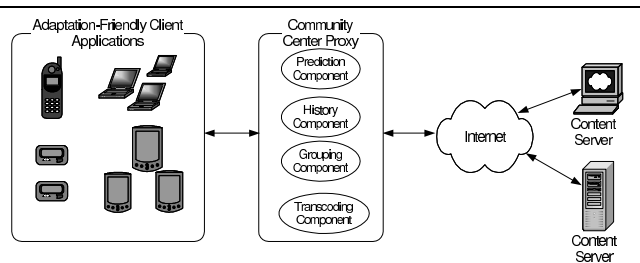 Adaptation-Friendly Client
Applications
Community
Center Proxy
Prediction
Component
History
Component
Grouping
Component
Transcoding
Component
Internet
Content
Server
Content
Server